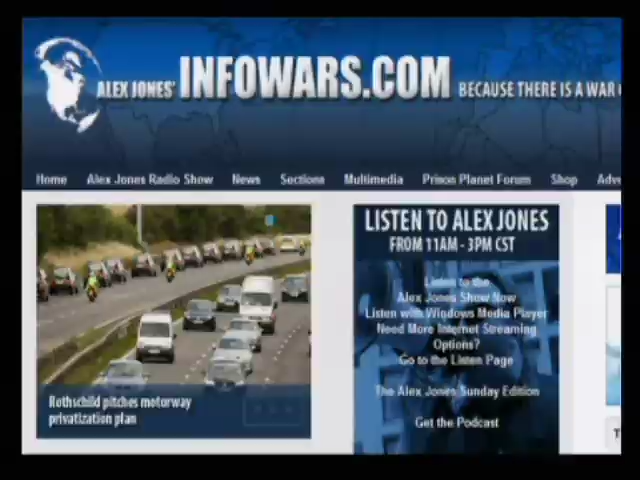 ALEX JONES' INFOWARS.COM BECAUSE THERE IS A WAR
Home Alex Jones Radio Show News Sections Multimedia Prison Planet Forum Shop Adve
LISTEN TO ALEX JONES
FROM 11AM - 3PM CST
Listen to the
Alex Jones Show Now
Listen with Windows Media Player
Need More Internet Streaming
Options?
Go to the Listen Page
The Alex Jones Sunday Edition
Get the Podcast
Rothschild pitches motorway
privatization plan